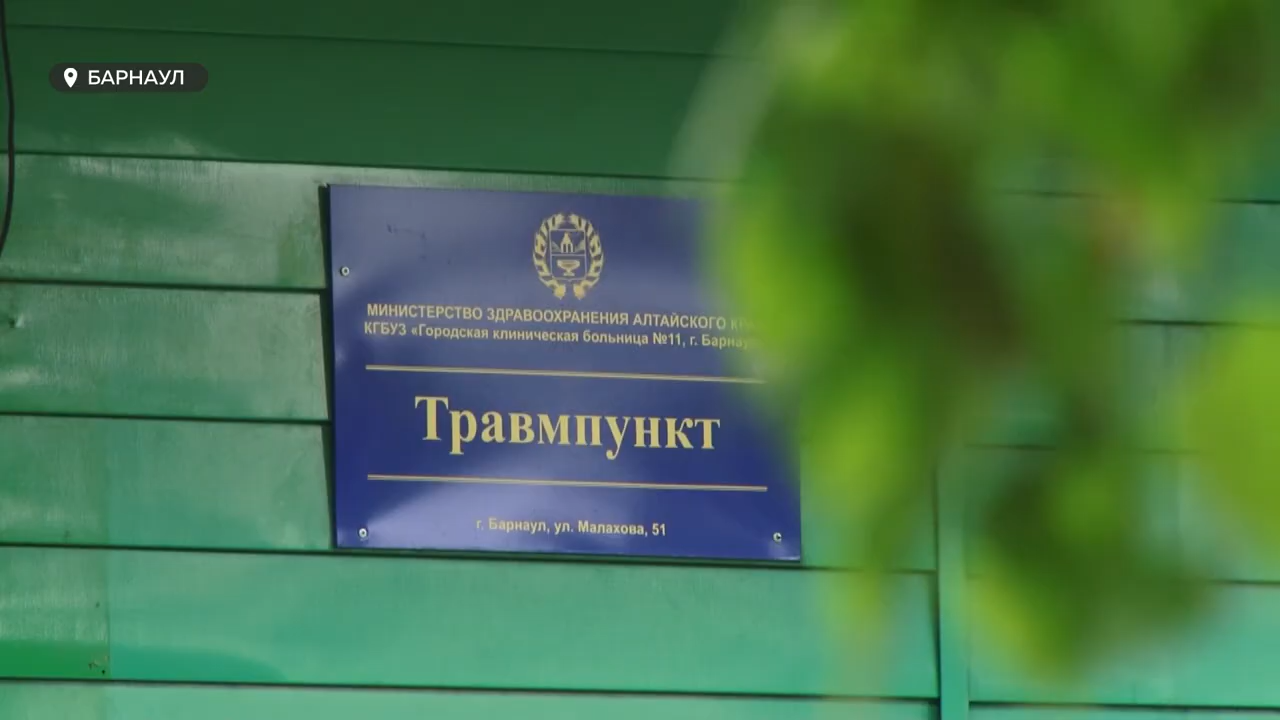 БАРНАУЛ
МИНИСТЕРСТВО ЗДРАВООХРАНЕНИЯ АЛТАЙСКОГО
КГБУЗ «Городская клиническая больница №11, г.
Травмпункт
г. Барнаул, ул. Малахова, 51